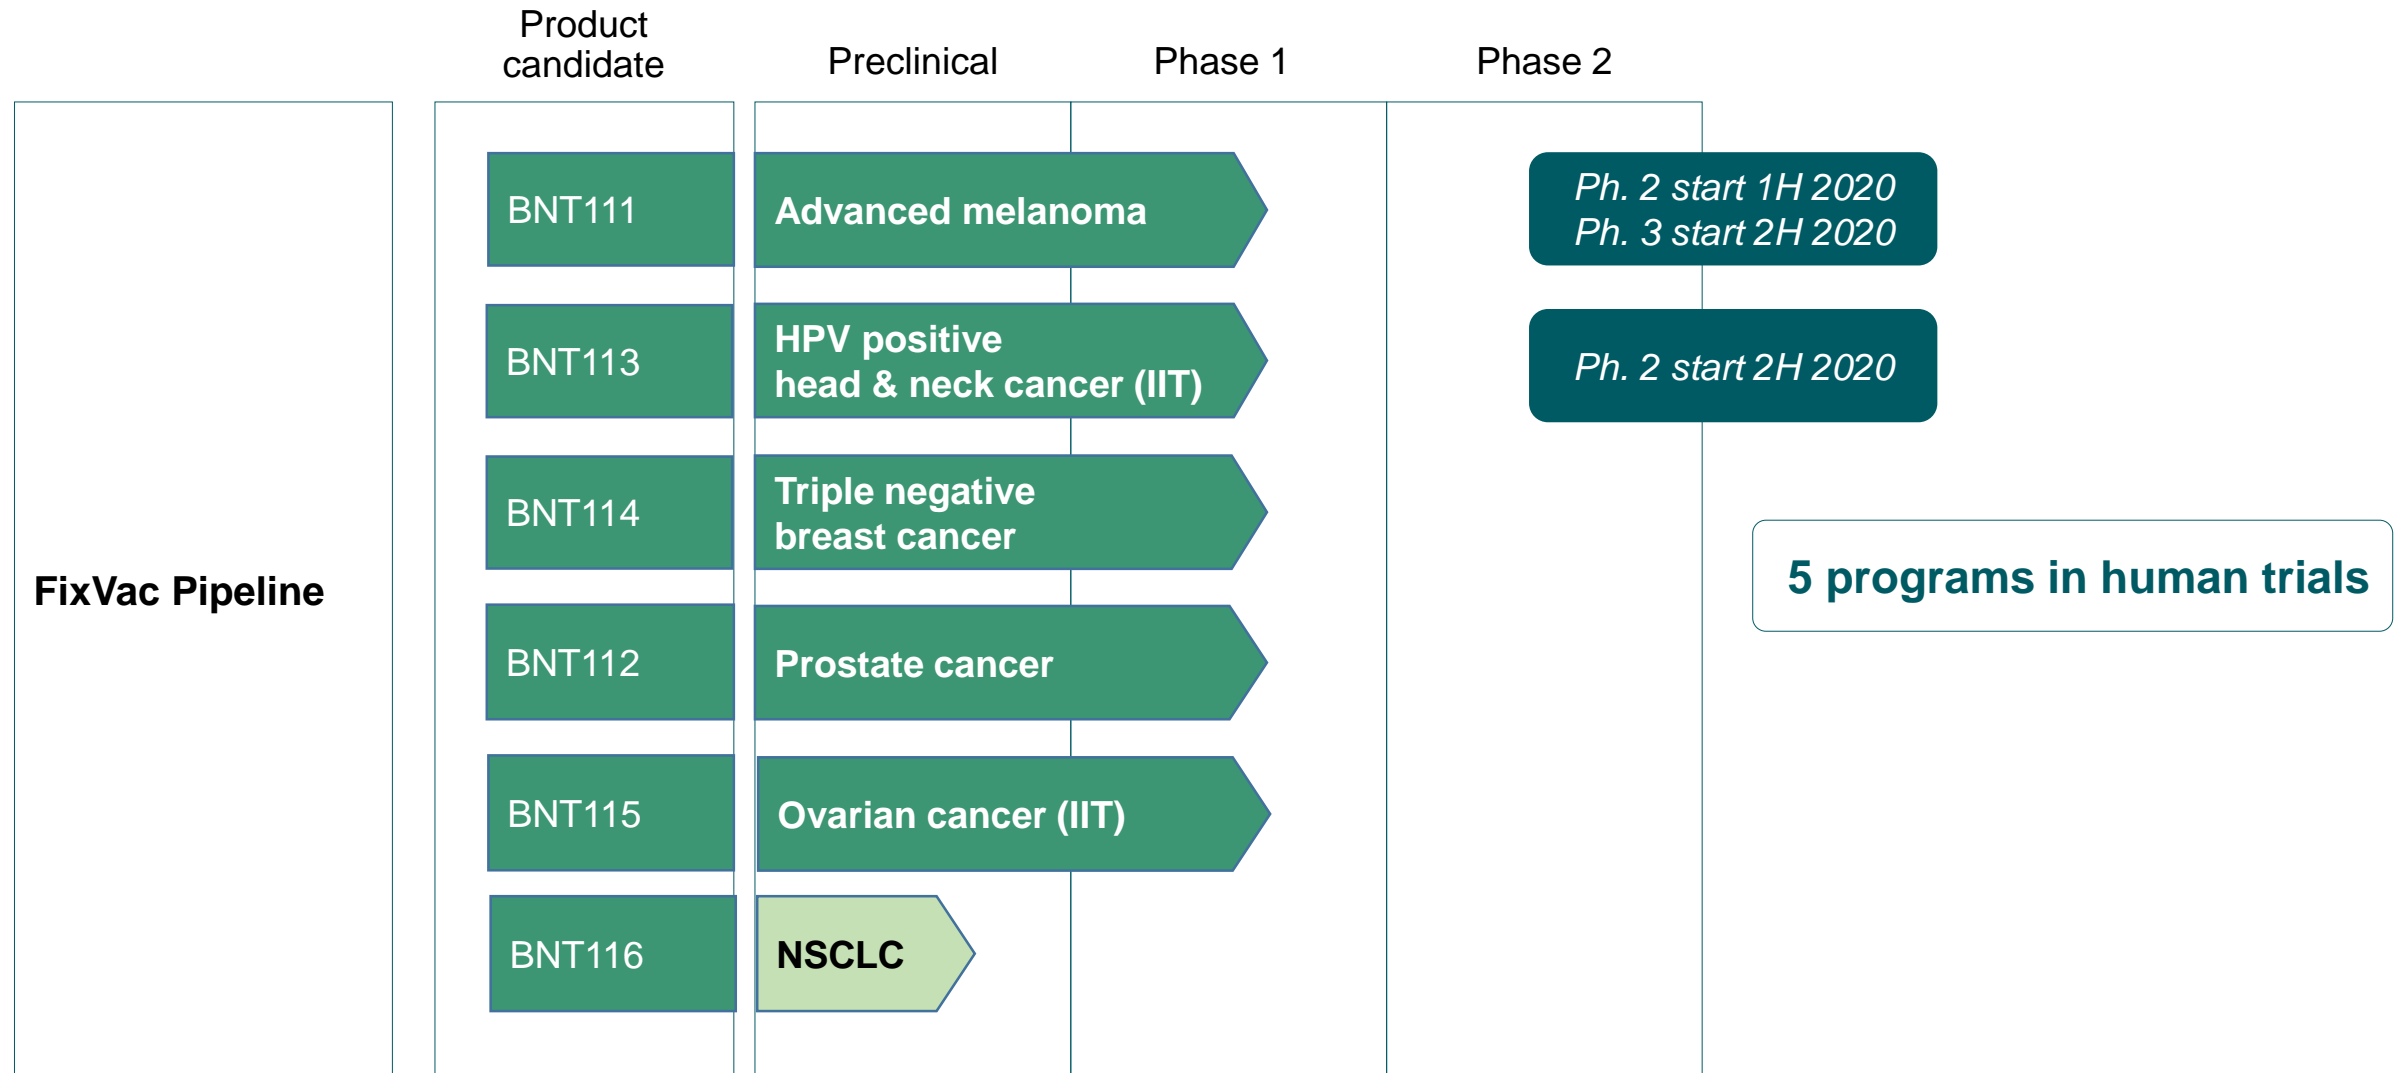 Product
candidate
Preclinical
Phase 1
Phase 2
FixVac Pipeline
BNT111
Advanced melanoma
Ph. 2 start 1H 2020
Ph. 3 start 2H 2020
BNT113
HPV positive
head & neck cancer (IIT)
Ph. 2 start 2H 2020
BNT114
Triple negative
breast cancer
5 programs in human trials
BNT112
Prostate cancer
BNT115
Ovarian cancer (IIT)
BNT116
NSCLC